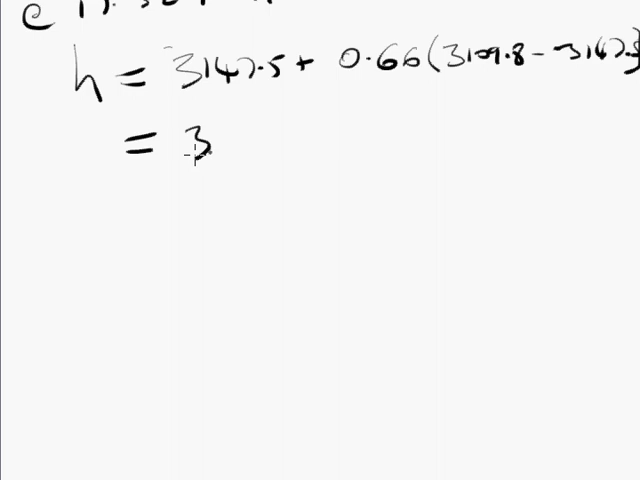 h = 3147.5 + 0.66(3109.8 - 3147.5)
= 3